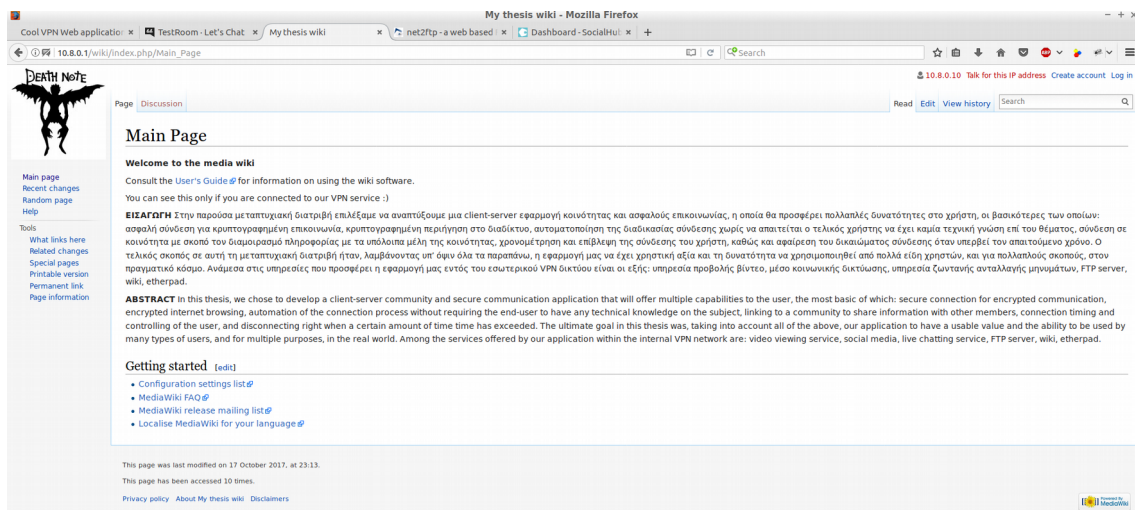 My thesis wiki - Mozilla Firefox
Cool VPN Web applicatio
TestRoom · Let's Chat
My thesis wiki
net2ftp - a web based
Dashboard - SocialHu
10.8.0.1/wiki/index.php/Main_Page
Search
DEATH NOTE
10.8.0.10 Talk for this IP address Create account Log in
Page Discussion
Read Edit View history Search
Main Page
Welcome to the media wiki
Consult the User's Guide for information on using the wiki software.
You can see this only if you are connected to our VPN service :)
ΕΙΣΑΓΩΓΗ Στην παρούσα μεταπτυχιακή διατριβή επιλέξαμε να αναπτύξουμε μια client-server εφαρμογή κοινότητας και ασφαλούς επικοινωνίας, η οποία θα προσφέρει πολλαπλές δυνατότητες στο χρήστη, οι βασικότερες των οποίων:
ασφαλή σύνδεση για κρυπτογραφημένη επικοινωνία, κρυπτογραφημένη περιήγηση στο διαδίκτυο, αυτοματοποίηση της διαδικασίας σύνδεσης χωρίς να απαιτείται ο τελικός χρήστης να έχει καμία τεχνική γνώση επί του θέματος, σύνδεση σε
κοινότητα με σκοπό τον διαμοιρασμό πληροφορίας με τα υπόλοιπα μέλη της κοινότητας, χρονομέτρηση και επίβλεψη της σύνδεσης του χρήστη, καθώς και αφαίρεση του δικαιώματος σύνδεσης όταν υπερβεί τον απαιτούμενο χρόνο. Ο
τελικός σκοπός σε αυτή τη μεταπτυχιακή διατριβή ήταν, λαμβάνοντας υπ' όψιν όλα τα παραπάνω, η εφαρμογή μας να έχει χρηστική αξία και τη δυνατότητα να χρησιμοποιηθεί από πολλά είδη χρηστών, και για πολλαπλούς σκοπούς, στον
πραγματικό κόσμο. Ανάμεσα στις υπηρεσίες που προσφέρει η εφαρμογή μας εντός του εσωτερικού VPN δικτύου είναι οι εξής: υπηρεσία προβολής βίντεο, μέσο κοινωνικής δικτύωσης, υπηρεσία ζωντανής ανταλλαγής μηνυμάτων, FTP server,
wiki, etherpad.
ABSTRACT In this thesis, we chose to develop a client-server community and secure communication application that will offer multiple capabilities to the user, the most basic of which: secure connection for encrypted communication,
encrypted internet browsing, automation of the connection process without requiring the end-user to have any technical knowledge on the subject, linking to a community to share information with other members, connection timing and
controlling of the user, and disconnecting right when a certain amount of time time has exceeded. The ultimate goal in this thesis was, taking into account all of the above, our application to have a usable value and the ability to be used by
many types of users, and for multiple purposes, in the real world. Among the services offered by our application within the internal VPN network are: video viewing service, social media, live chatting service, FTP server, wiki, etherpad.
Getting started [edit]
Configuration settings list
MediaWiki FAQ
MediaWiki release mailing list
Localise MediaWiki for your language
Main page
Recent changes
Random page
Help
Tools
What links here
Related changes
Special pages
Printable version
Permanent link
Page information
This page was last modified on 17 October 2017, at 23:13.
This page has been accessed 10 times.
Privacy policy About My thesis wiki Disclaimers
Powered By
MediaWiki